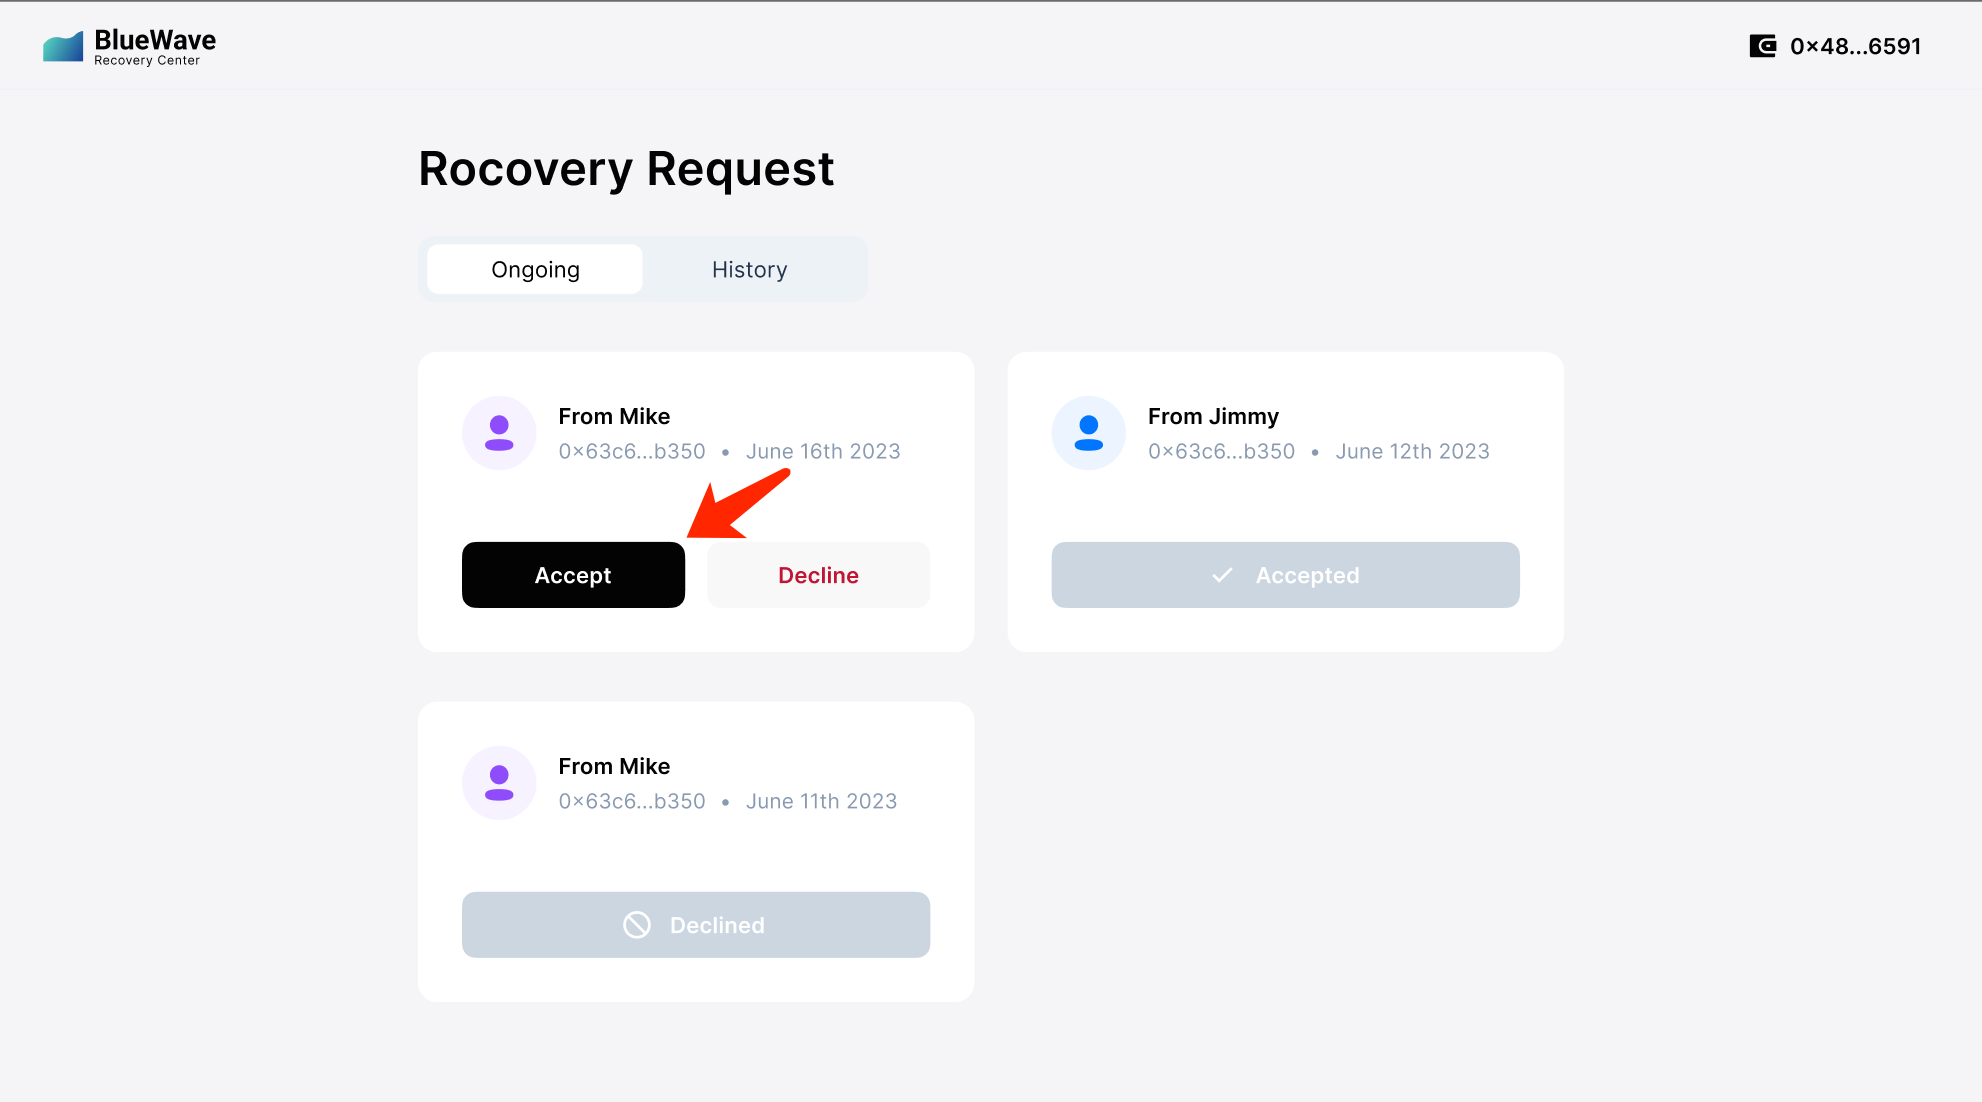 BlueWave
Recovery Center
0×48...6591
Rocovery Request
Ongoing
History
From Mike
0×63c6...b350 • June 16th 2023
Accept
Decline
From Jimmy
0×63c6...b350 • June 12th 2023
Accepted
From Mike
0×63c6...b350 • June 11th 2023
Declined